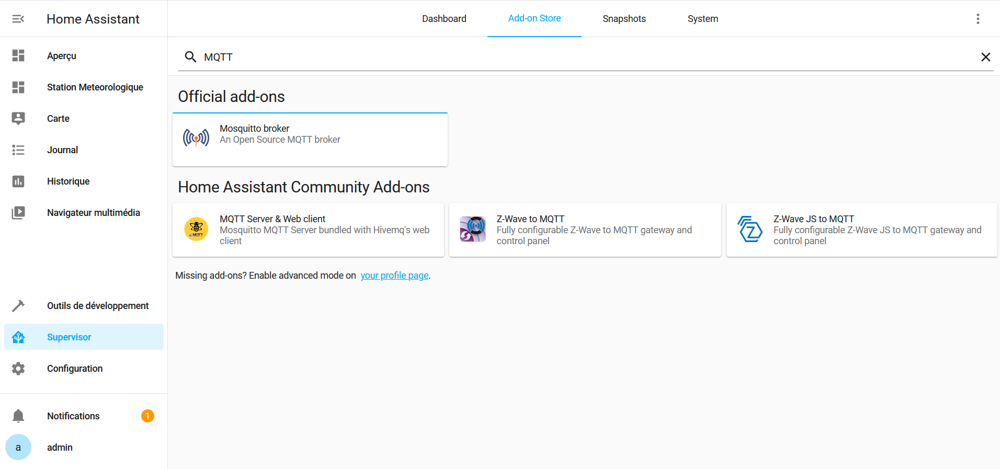 Home Assistant
Dashboard
Add-on Store
Snapshots
System
Aperçu
Station Meteorologique
Carte
Journal
Historique
Navigateur multimédia
Outils de développement
Supervisor
Configuration
Notifications
1
a
admin
MQTT
Official add-ons
Mosquitto broker
An Open Source MQTT broker
Home Assistant Community Add-ons
MQTT
MQTT Server & Web client
Mosquitto MQTT Server bundled with Hivemq's web
client
Z-Wave to MQTT
Fully configurable Z-Wave to MQTT gateway and
control panel
Z
Z-Wave JS to MQTT
Fully configurable Z-Wave JS to MQTT gateway and
control panel
Missing add-ons? Enable advanced mode on your profile page.